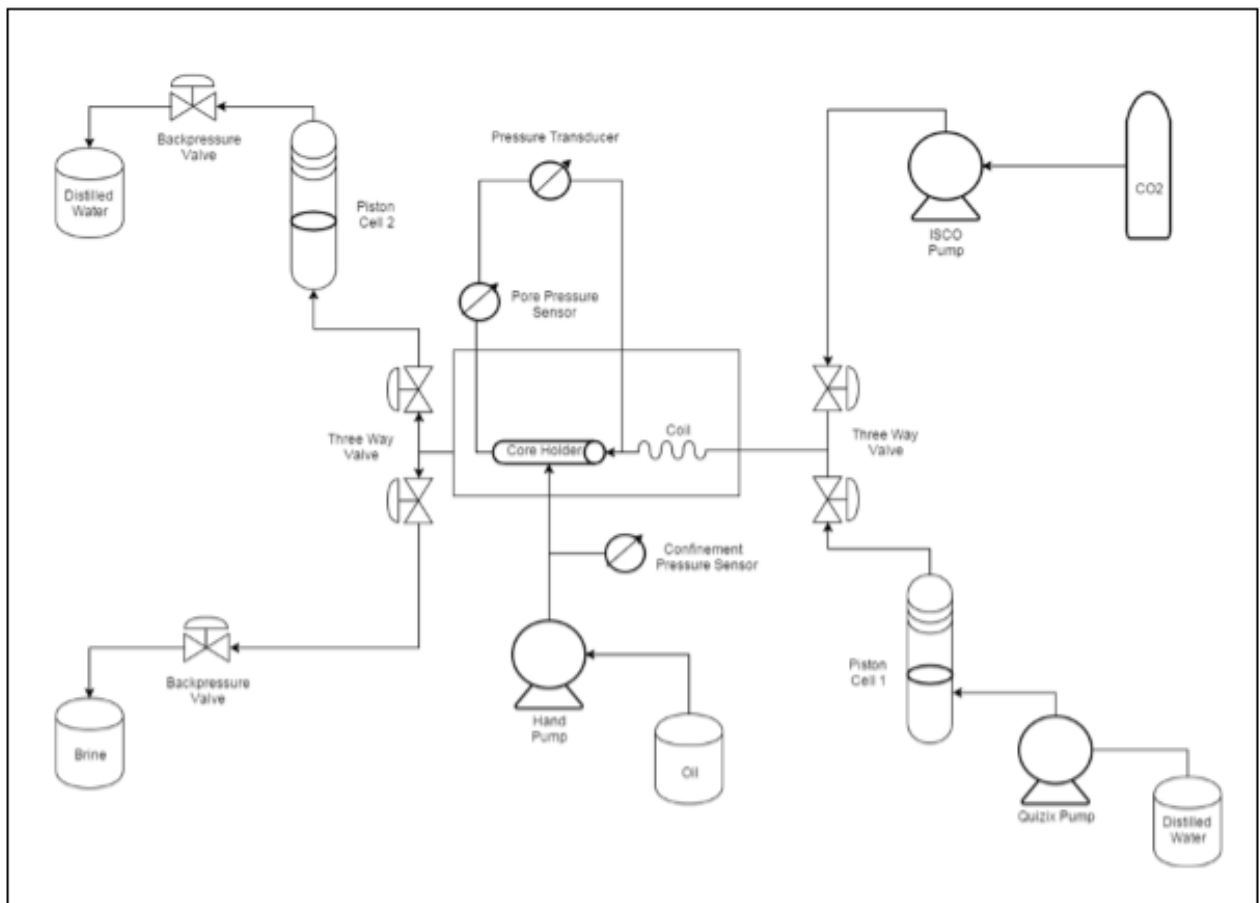 Pressure Transducer
Backpressure
Valve
Distilled
Water
Piston
Cell 2
CO2
ISCO
Pump
Pore Pressure
Sensor
Three Way
Valve
Core Holder
Coil
Three Way
Valve
Confinement
Pressure Sensor
Backpressure
Valve
Brine
Hand
Pump
Oil
Piston
Cell 1
Quizix Pump
Distilled
Water